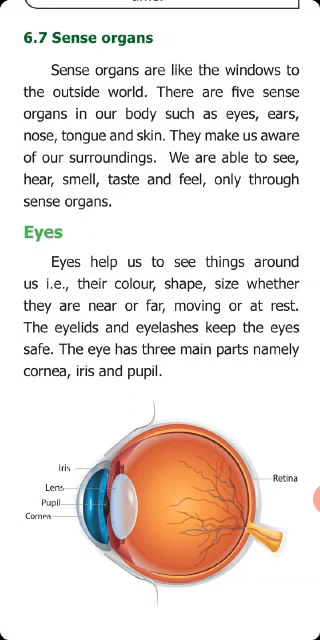 6.7 Sense organs
Sense organs are like the windows to
the outside world. There are five sense
organs in our body such as eyes, ears,
nose, tongue and skin. They make us aware
of our surroundings. We are able to see,
hear, smell, taste and feel, only through
sense organs.
Eyes
Eyes help us to see things around
us i.e., their colour, shape, size whether
they are near or far, moving or at rest.
The eyelids and eyelashes keep the eyes
safe. The eye has three main parts namely
cornea, iris and pupil.
Iris
Lens
Pupil
Cornea
Retina